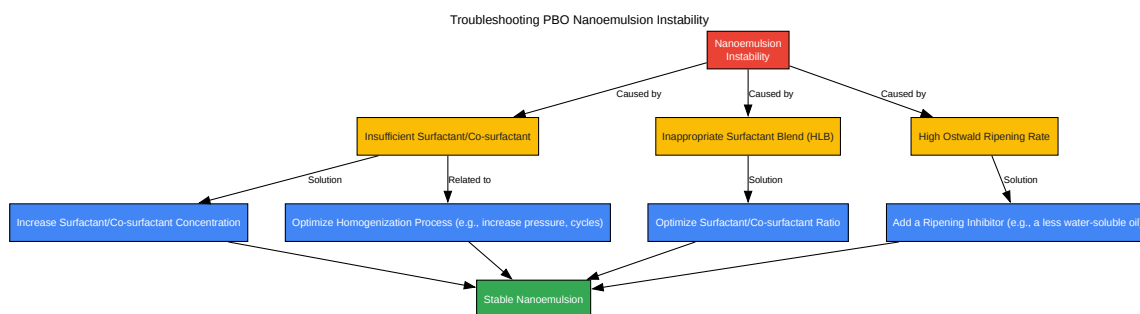 Troubleshooting PBO Nanoemulsion Instability
Nanoemulsion
Instability
Caused by
Caused by
Caused by
Insufficient Surfactant/Co-surfactant
Inappropriate Surfactant Blend (HLB)
High Ostwald Ripening Rate
Solution
Related to
Solution
Solution
Increase Surfactant/Co-surfactant Concentration
Optimize Homogenization Process (e.g., increase pressure, cycles)
Optimize Surfactant/Co-surfactant Ratio
Add a Ripening Inhibitor (e.g., a less water-soluble oil)
Stable Nanoemulsion